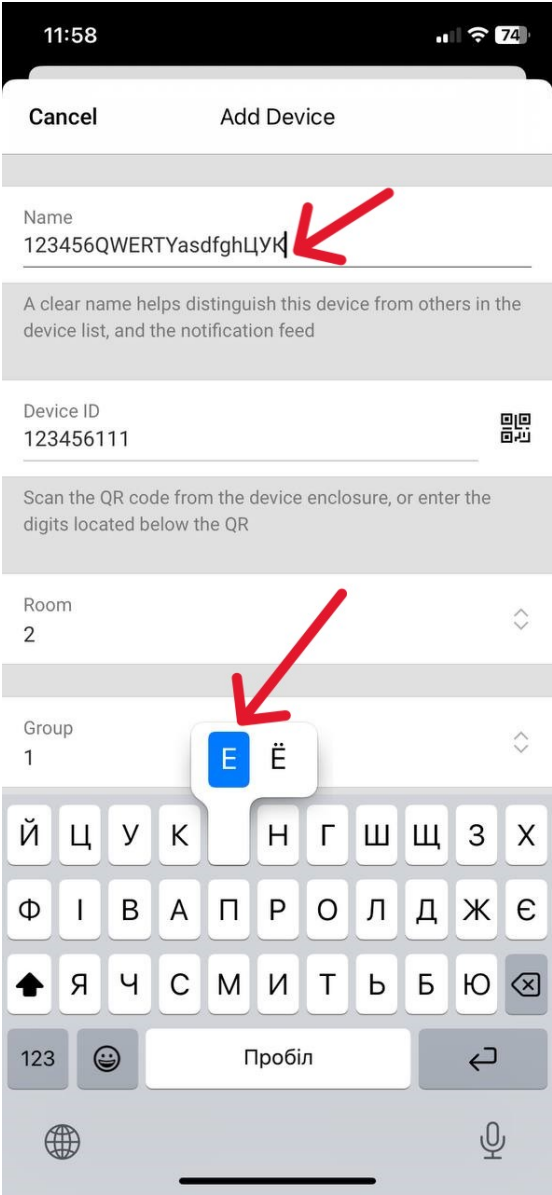 11:58
74
Cancel
Add Device
Name
123456QWERTYasdfghЦУК
A clear name helps distinguish this device from others in the
device list, and the notification feed
Device ID
123456111
Scan the QR code from the device enclosure, or enter the
digits located below the QR
Room
2
Group
1
Е Ё
Й Ц У К Н Г Ш Щ З Х
Ф І В А П Р О Л Д Ж Є
Я Ч С М И Т Ь Б Ю
123 Пробіл